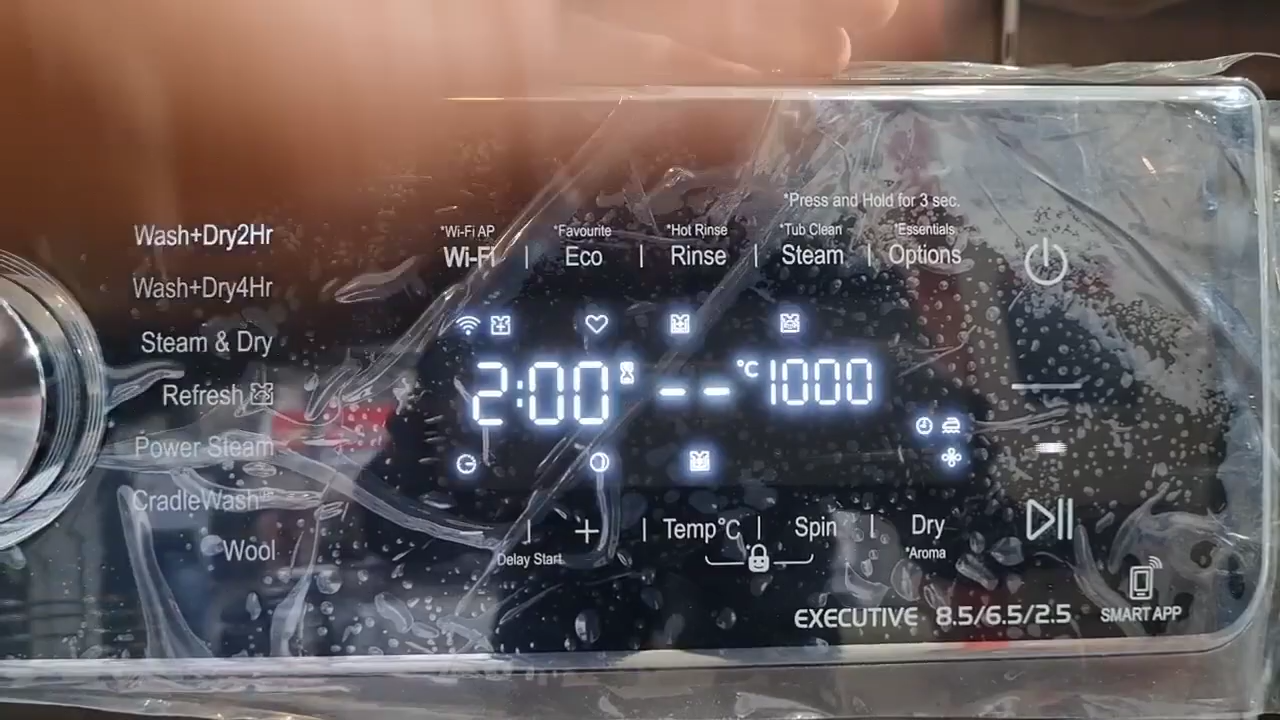 *Press and Hold for 3 sec.
*Wi-Fi AP *Favourite *Hot Rinse *Tub Clean *Essentials
Wi-Fi | Eco | Rinse | Steam | Options
Wash+Dry2Hr
Wash+Dry4Hr
Steam & Dry
Refresh
Power Steam
CradleWash
Wool
2:00 -- °C 1000
| + | Temp°C | Spin | Dry
Delay Start *Aroma
EXECUTIVE 8.5/6.5/2.5 SMART APP